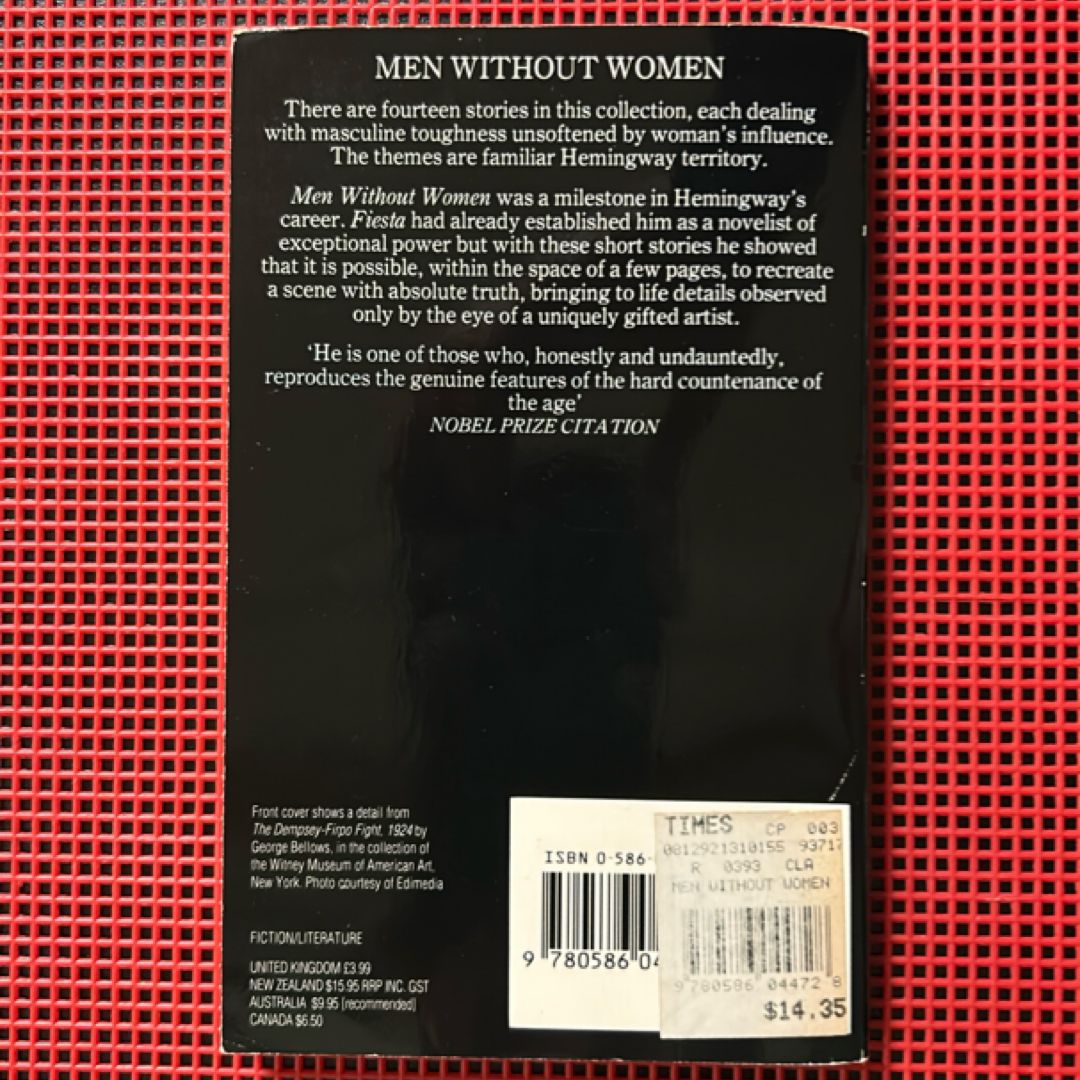 MEN WITHOUT WOMEN
There are fourteen stories in this collection, each dealing
with masculine toughness unsoftened by woman's influence.
The themes are familiar Hemingway territory.
Men Without Women was a milestone in Hemingway's
career. Fiesta had already established him as a novelist of
exceptional power but with these short stories he showed
that it is possible, within the space of a few pages, to recreate
a scene with absolute truth, bringing to life details observed
only by the eye of a uniquely gifted artist.
'He is one of those who, honestly and undauntedly,
reproduces the genuine features of the hard countenance of
the age'
NOBEL PRIZE CITATION
Front cover shows a detail from
The Dempsey-Firpo Fight, 1924 by
George Bellows, in the collection of
the Witney Museum of American Art,
New York. Photo courtesy of Edimedia
FICTION/LITERATURE
UNITED KINGDOM £3.99
NEW ZEALAND $15.95 RRP INC. GST
AUSTRALIA $9.95 [recommended]
CANADA $6.50
ISBN 0-586-
9 780586 04
TIMES CP 003
0812921310155 93717
R 0393 CLA
MEN WITHOUT WOMEN
9 780586 04472 8
$14.35